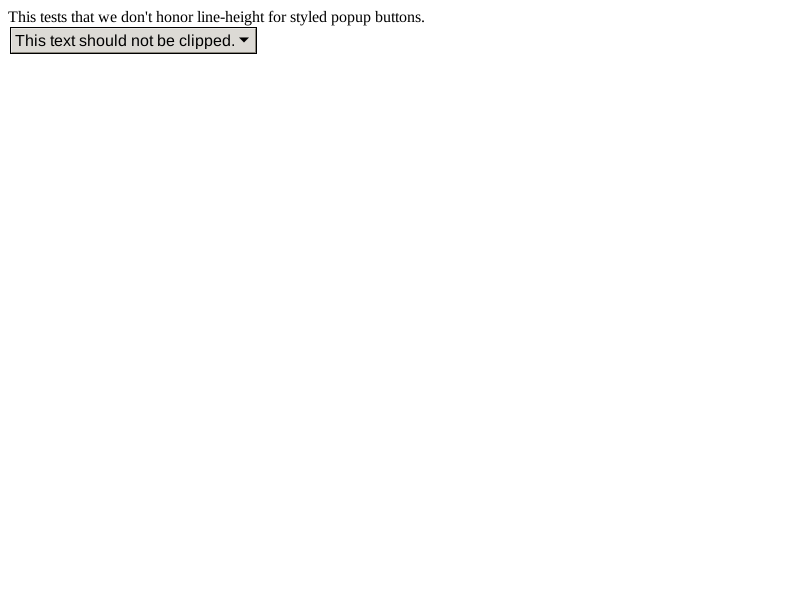 This tests that we don't honor line-height for styled popup buttons.
This text should not be clipped.